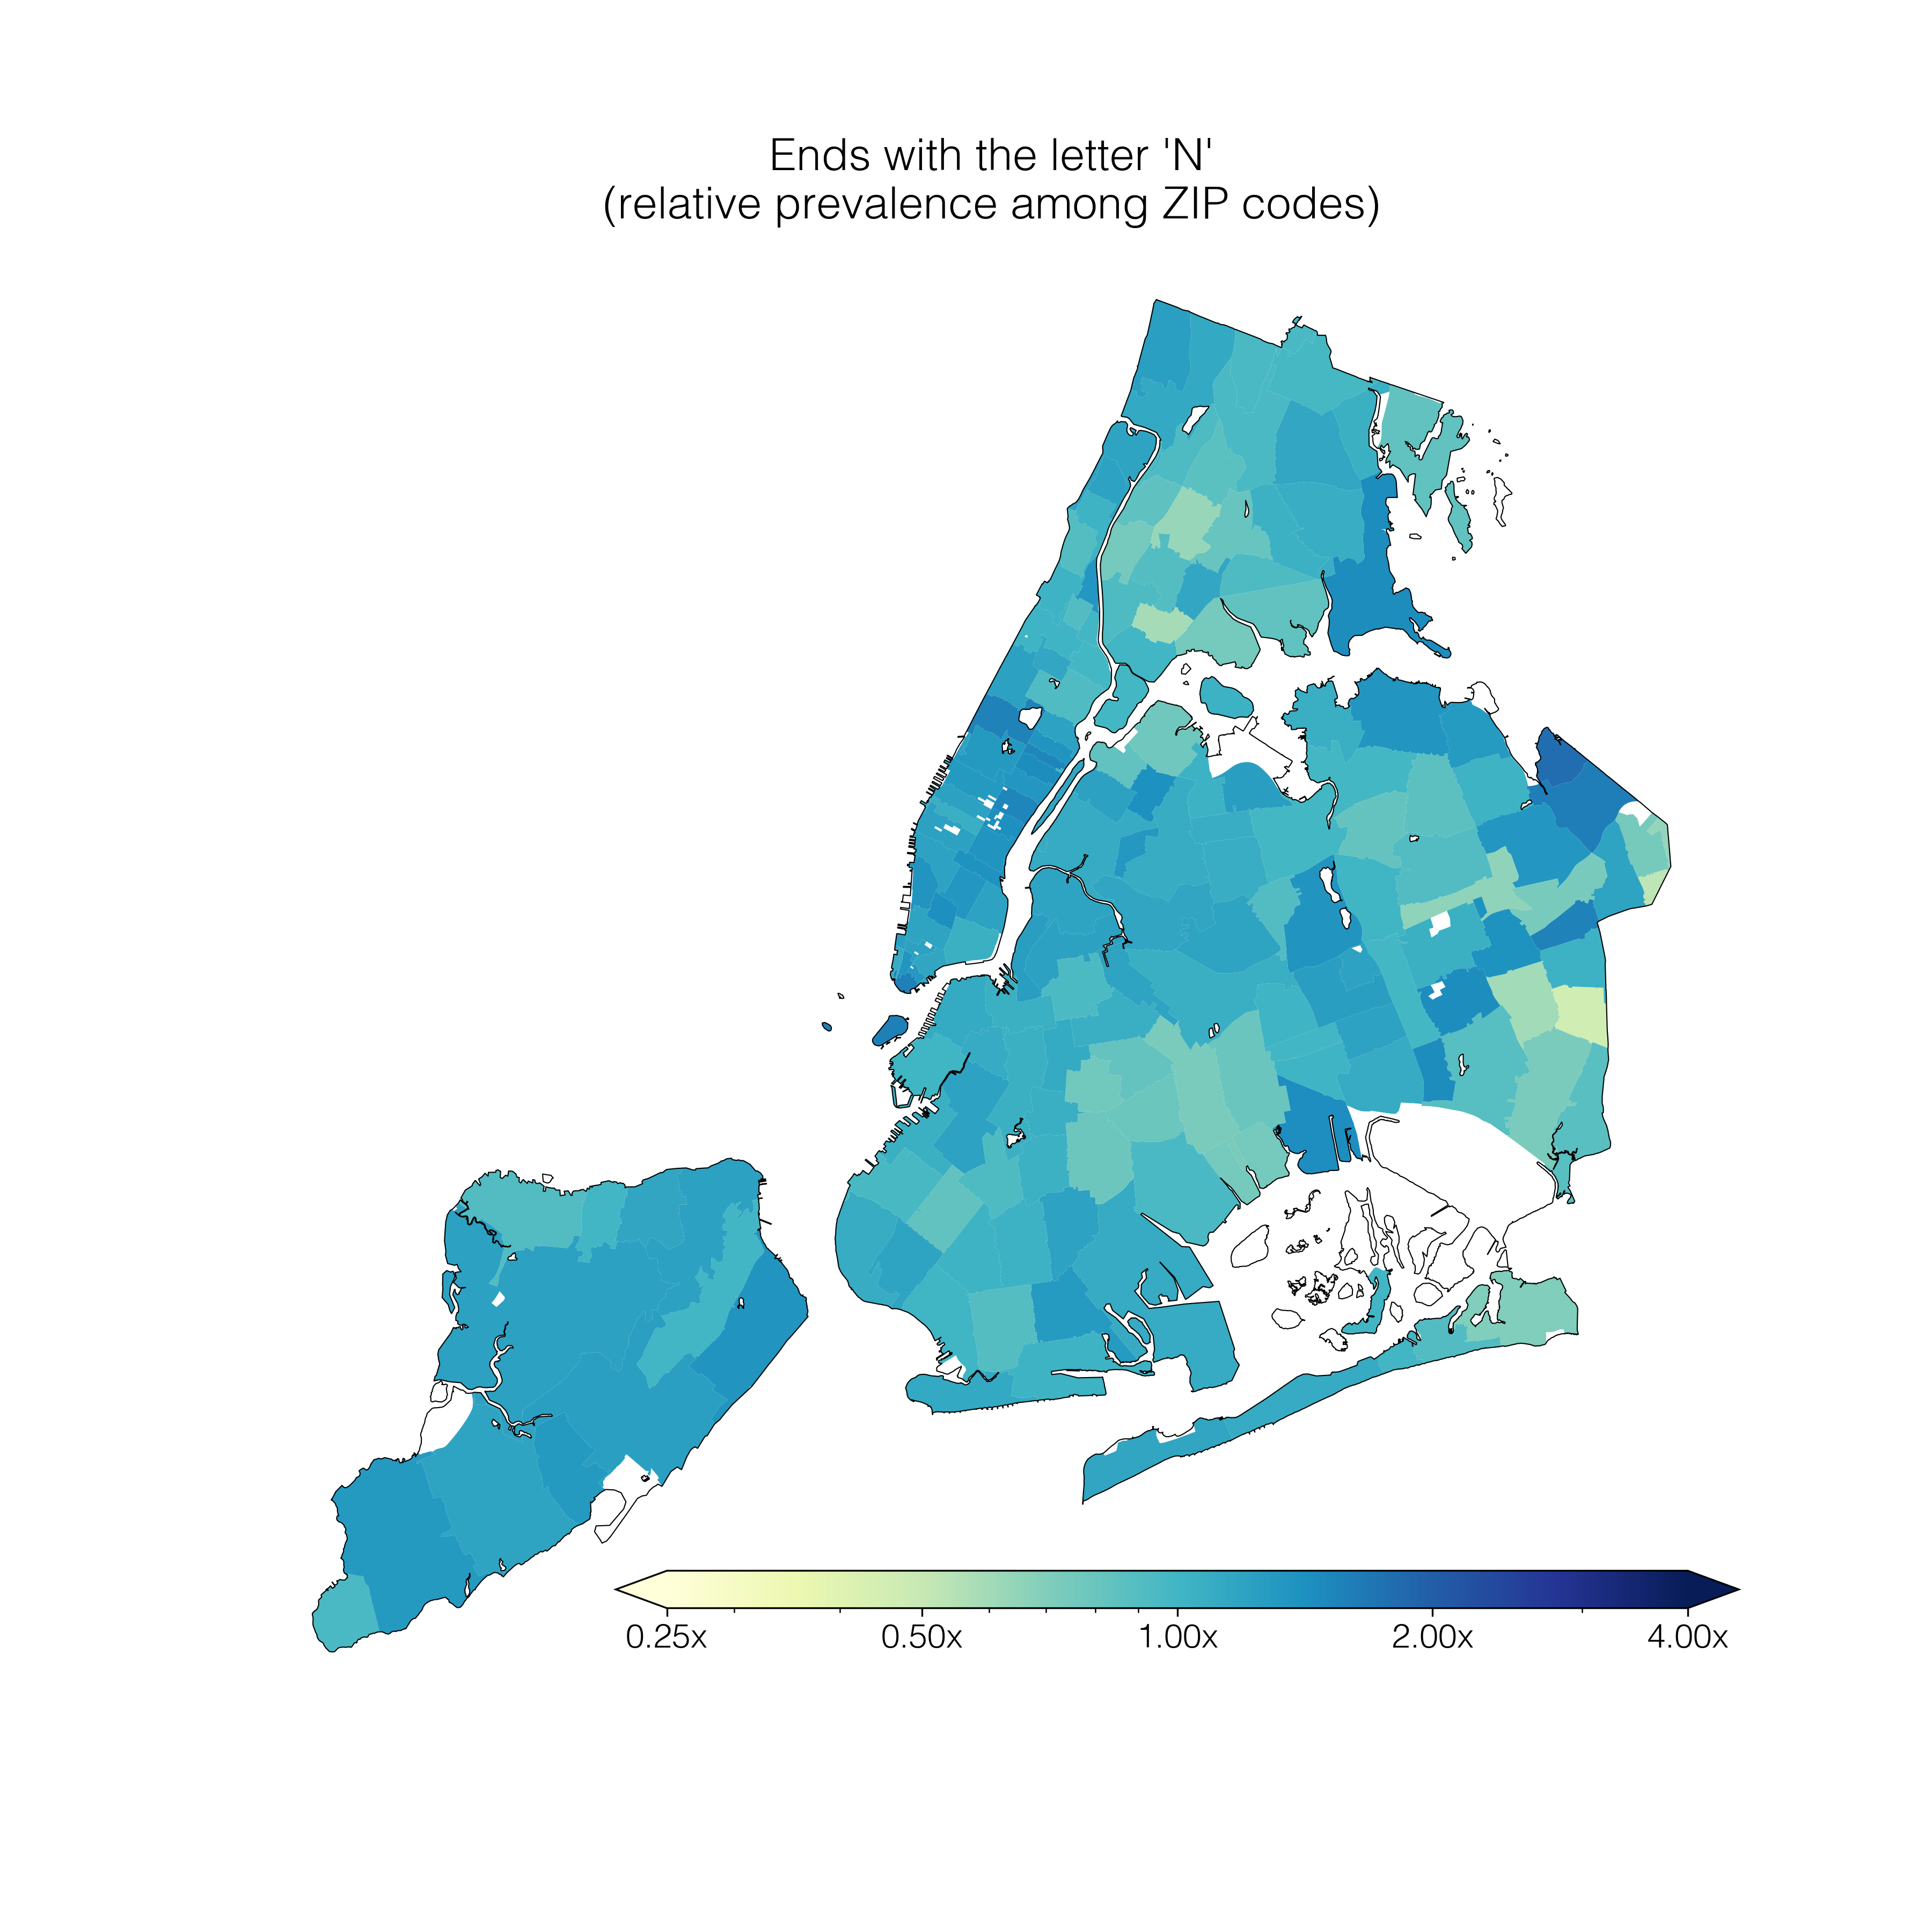 Ends with the letter 'N'
(relative prevalence among ZIP codes)
0.25x 0.50x 1.00x 2.00x 4.00x